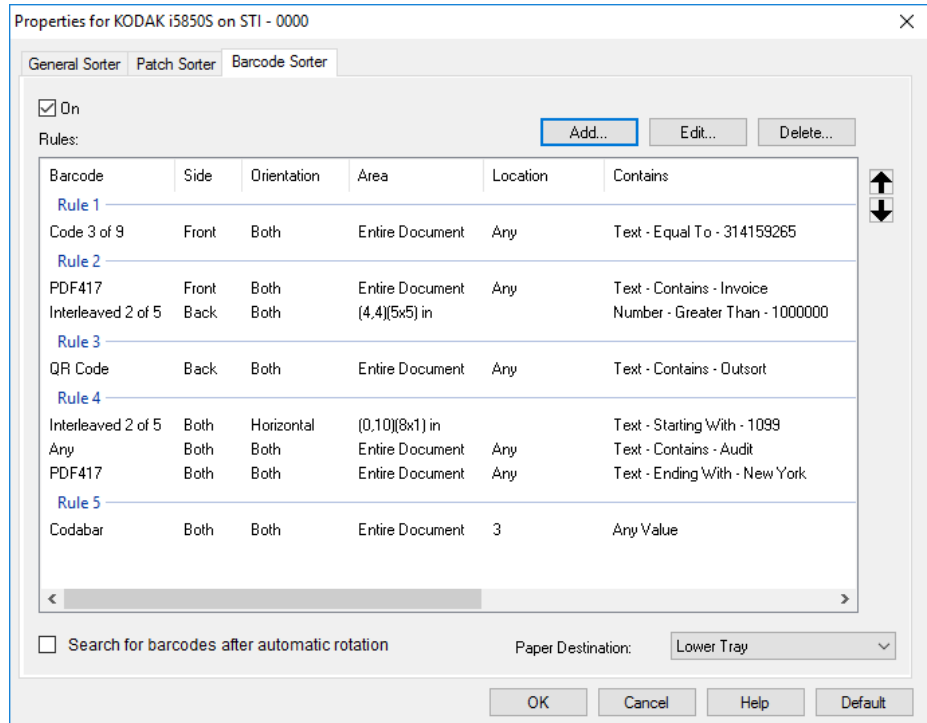 Properties for KODAK i5850S on STI - 0000
General Sorter Patch Sorter Barcode Sorter
On
Rules:
Add... Edit... Delete...
Barcode Side Orientation Area Location Contains
Rule 1
Code 3 of 9 Front Both Entire Document Any Text - Equal To - 314159265
Rule 2
PDF417 Front Both Entire Document Any Text - Contains - Invoice
Interleaved 2 of 5 Back Both (4,4)(5x5) in Number - Greater Than - 1000000
Rule 3
QR Code Back Both Entire Document Any Text - Contains - Outsort
Rule 4
Interleaved 2 of 5 Both Horizontal (0,10)(8x1) in Text - Starting With - 1099
Any Both Both Entire Document Any Text - Contains - Audit
PDF417 Both Both Entire Document Any Text - Ending With - New York
Rule 5
Codabar Both Both Entire Document 3 Any Value
Search for barcodes after automatic rotation Paper Destination: Lower Tray
OK Cancel Help Default